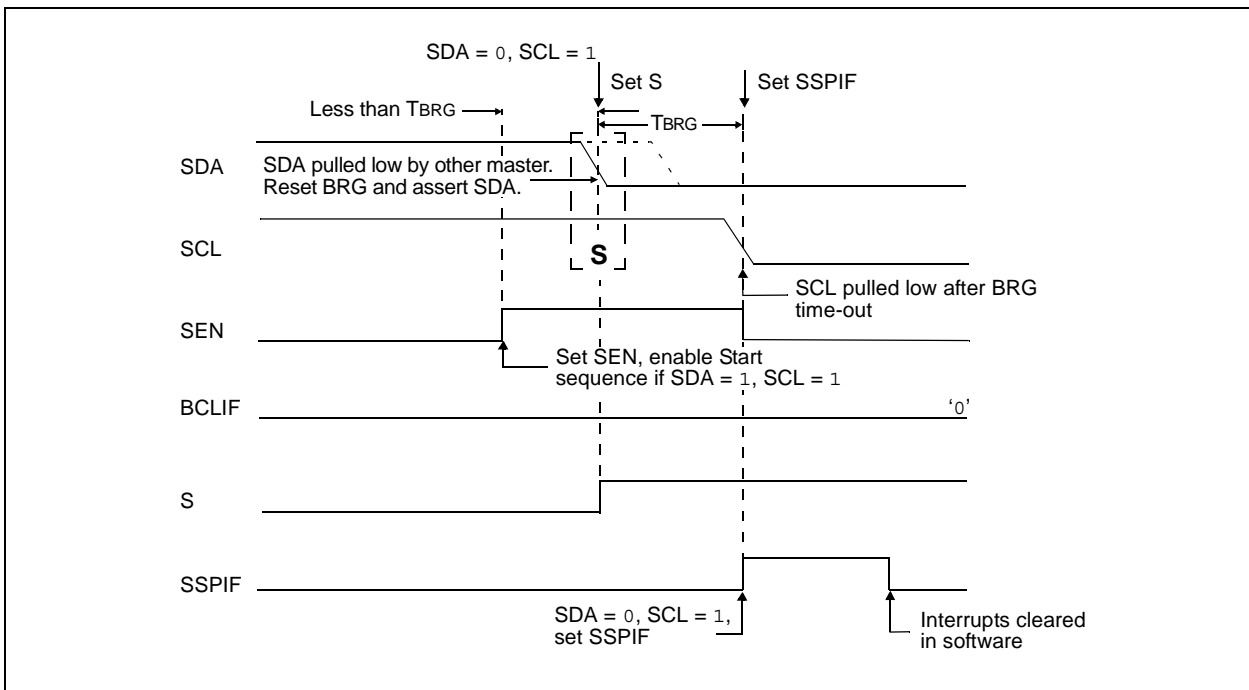 SDA = 0, SCL = 1
Set S
Set SSPIF
Less than TBRG
TBRG
SDA
SDA pulled low by other master.
Reset BRG and assert SDA.
SCL
S
SCL pulled low after BRG
time-out
SEN
Set SEN, enable Start
sequence if SDA = 1, SCL = 1
BCLIF
‘0’
S
SSPIF
SDA = 0, SCL = 1,
set SSPIF
Interrupts cleared
in software